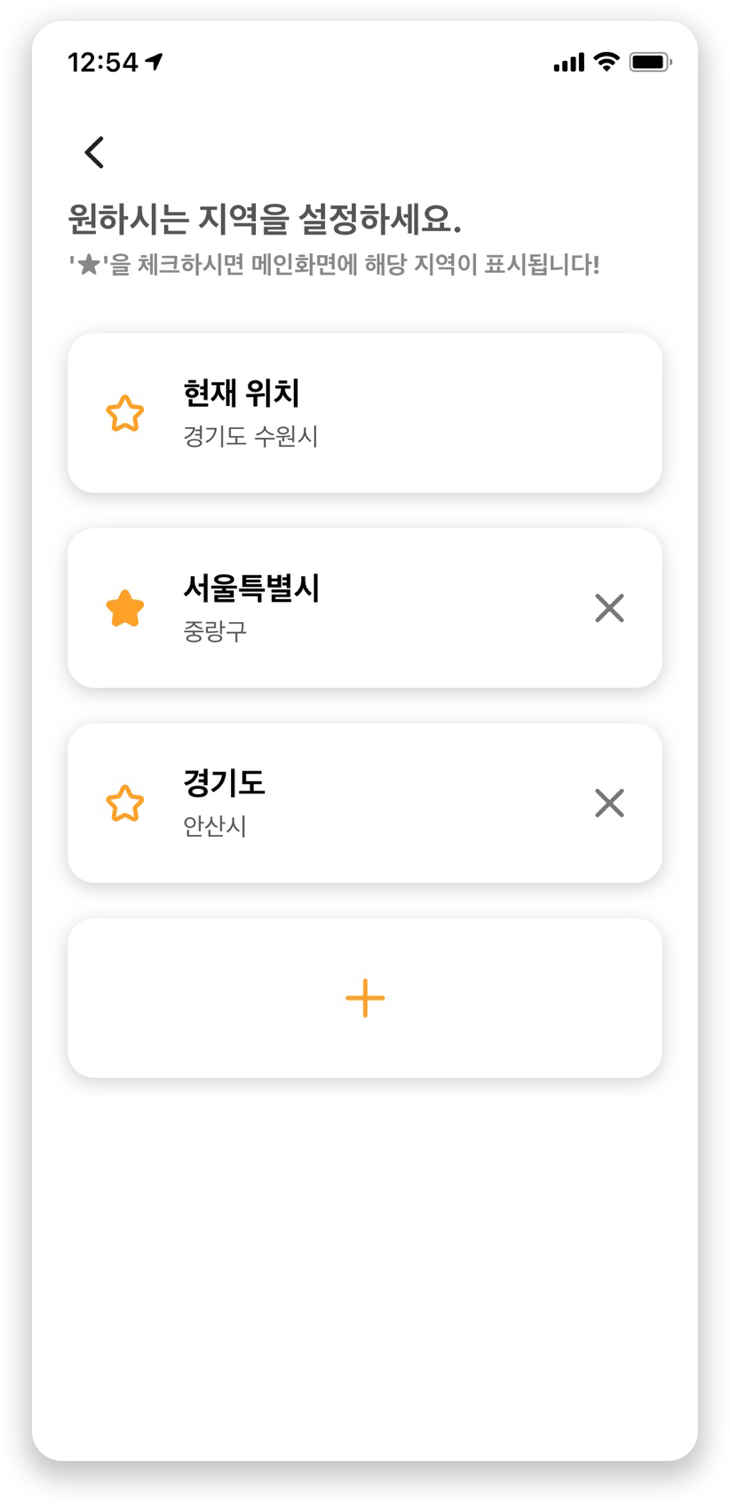 12:54
원하시는 지역을 설정하세요.
'★'을 체크하시면 메인화면에 해당 지역이 표시됩니다!
현재 위치
경기도 수원시
서울특별시
중랑구
경기도
안산시